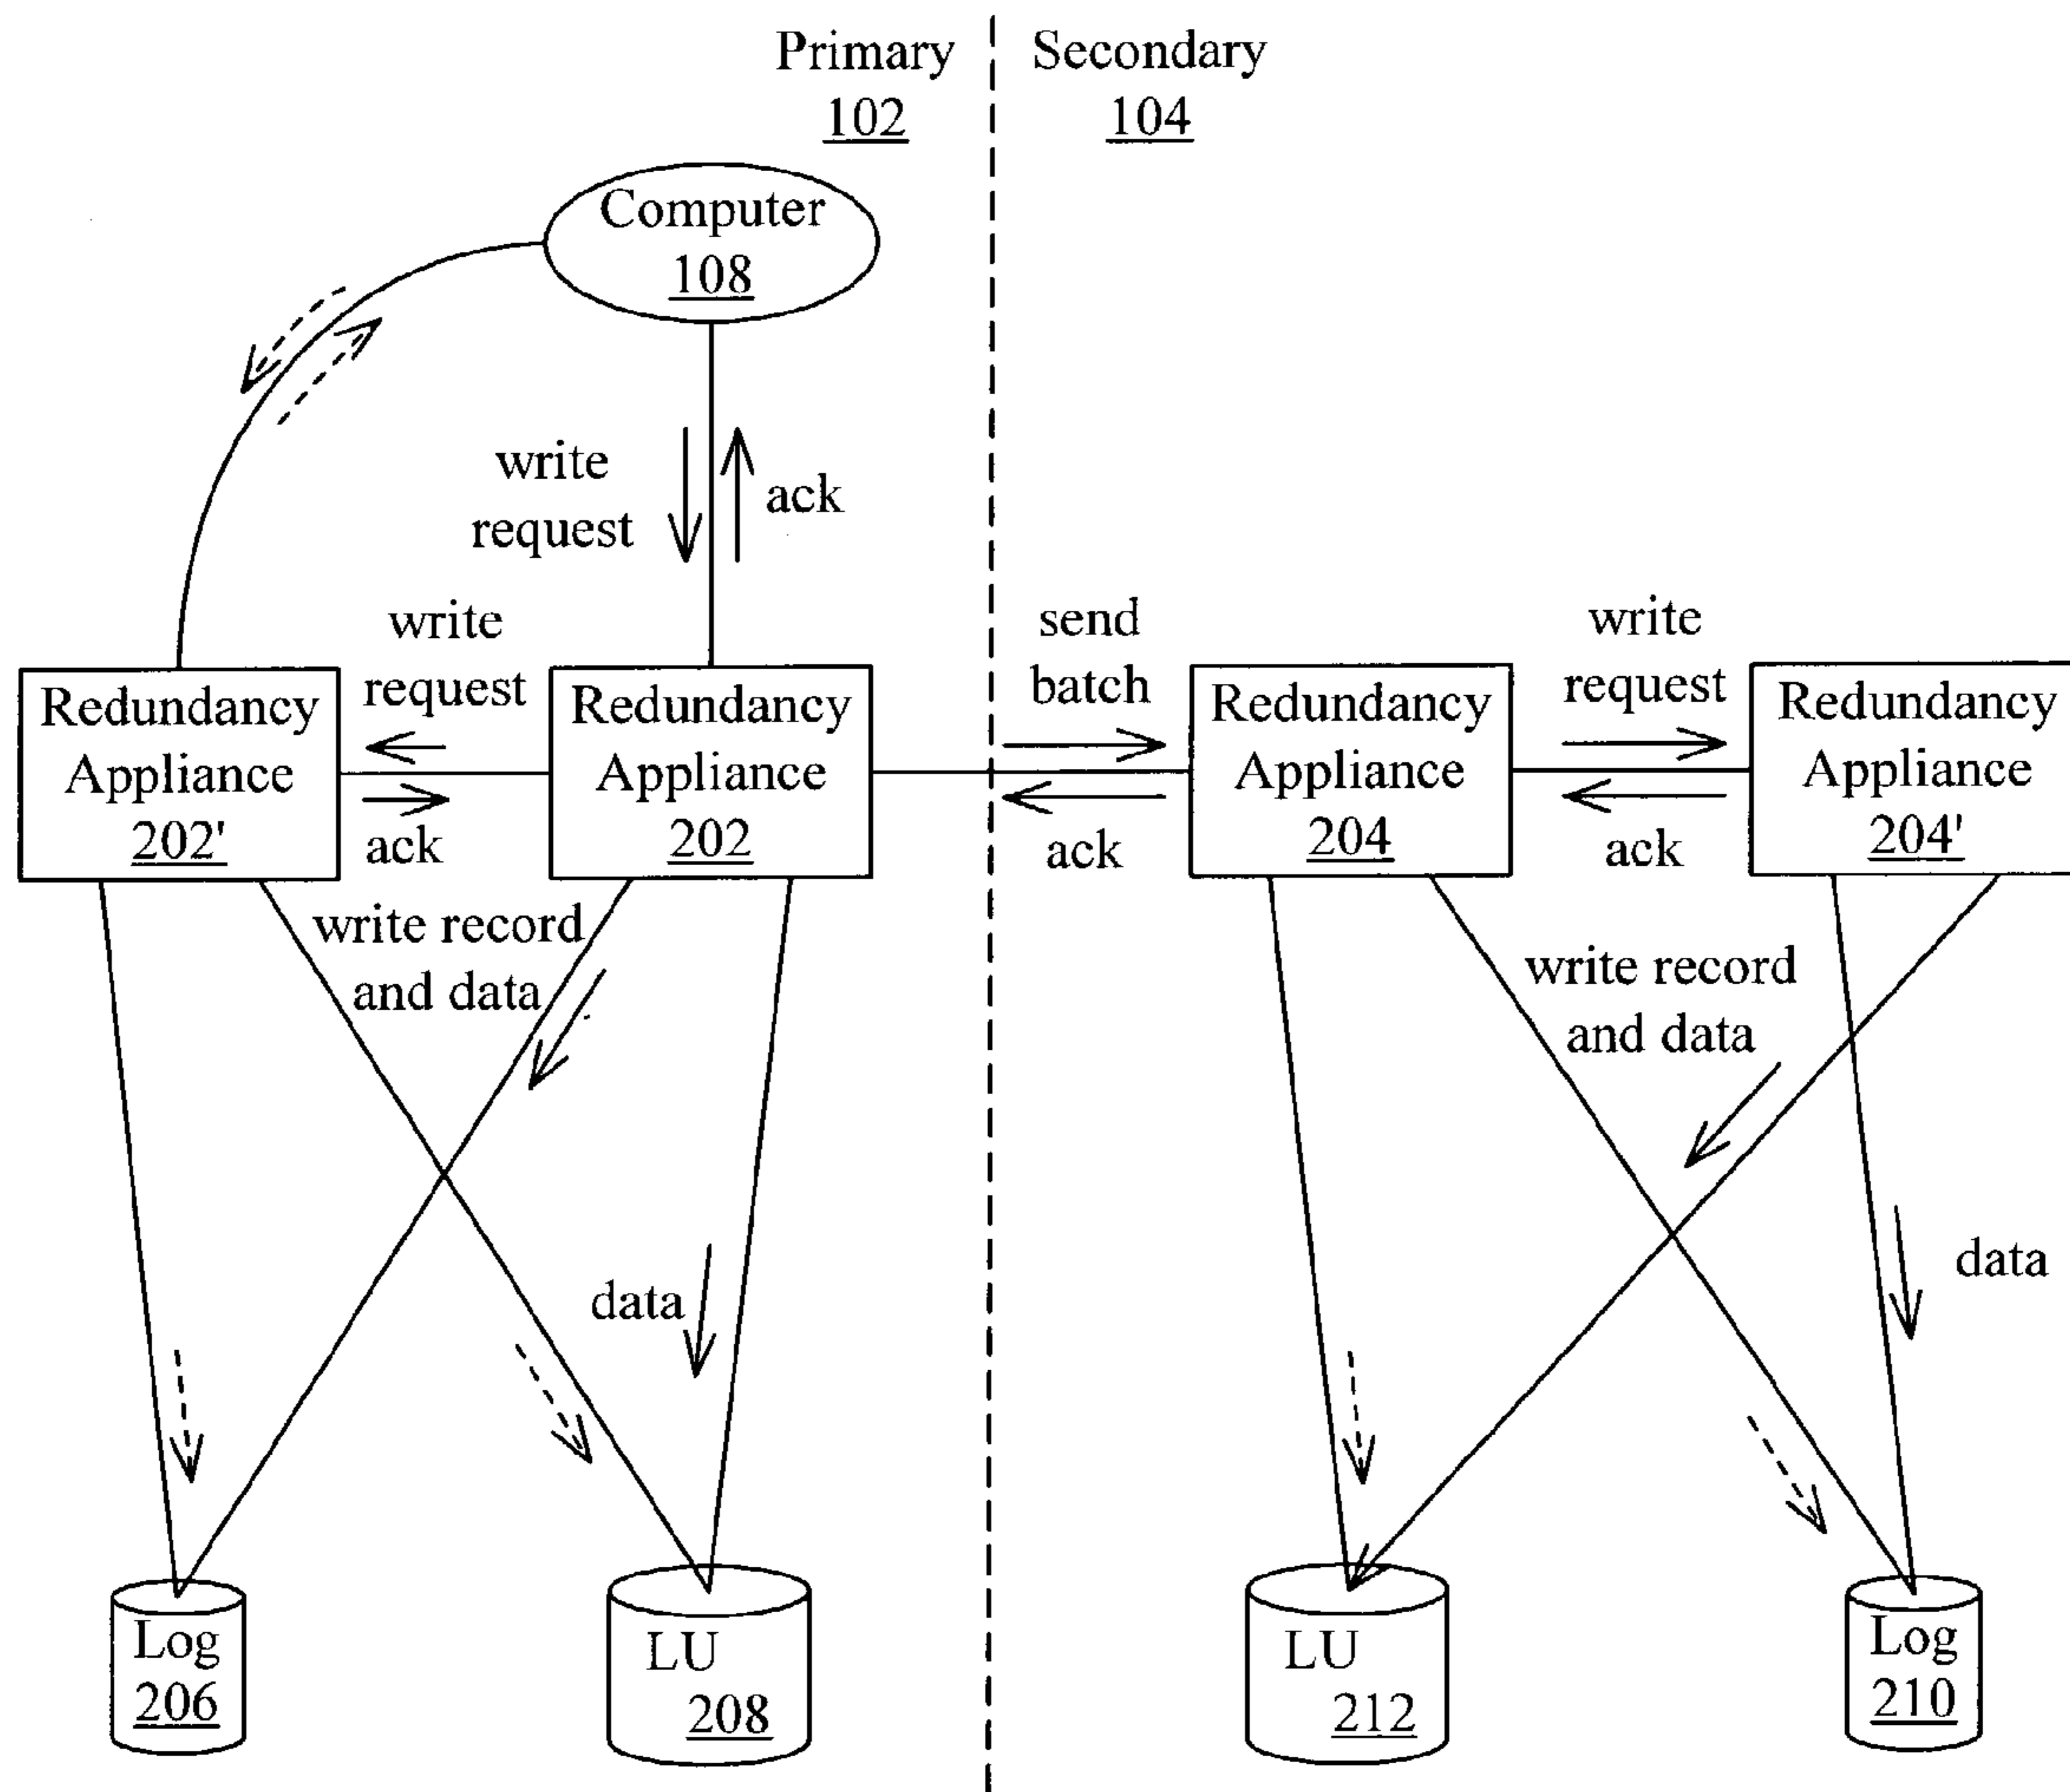 Primary
102
Secondary
104
Computer
108
write
request
ack
write
request
ack
send
batch
ack
write
request
ack
Redundancy
Appliance
202'
Redundancy
Appliance
202
Redundancy
Appliance
204
Redundancy
Appliance
204'
write record
and data
write record
and data
data
data
Log
206
LU
208
LU
212
Log
210